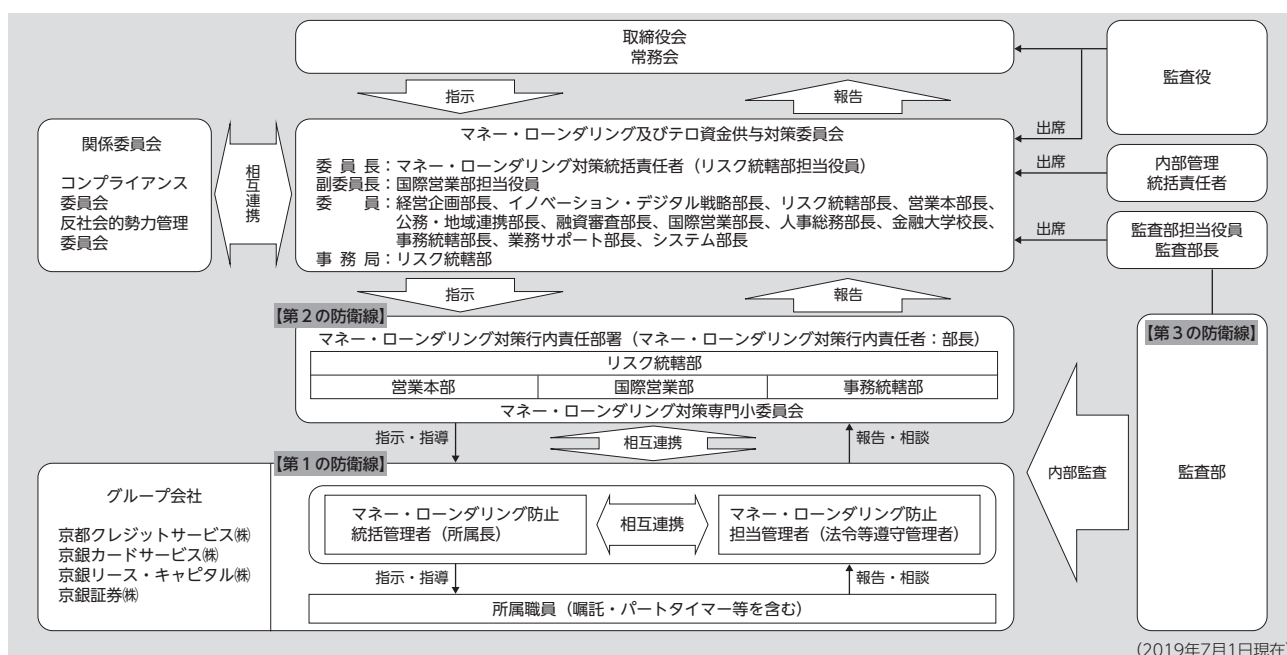 取締役会
常務会
監査役
指示
報告
出席
関係委員会
コンプライアンス
委員会
反社会的勢力管理
委員会
相互連携
マネー・ローンダリング及びテロ資金供与対策委員会
委 員 長：マネー・ローンダリング対策統括責任者（リスク統轄部担当役員）
副委員長：国際営業部担当役員
委　　員：経営企画部長、イノベーション・デジタル戦略部長、リスク統轄部長、営業本部長、
公務・地域連携部長、融資審査部長、国際営業部長、人事総務部長、金融大学校長、
事務統轄部長、業務サポート部長、システム部長
事 務 局：リスク統轄部
出席
内部管理
統括責任者
出席
監査部担当役員
監査部長
指示
報告
【第２の防衛線】
マネー・ローンダリング対策行内責任部署（マネー・ローンダリング対策行内責任者：部長）
リスク統轄部
営業本部
国際営業部
事務統轄部
マネー・ローンダリング対策専門小委員会
【第３の防衛線】
監査部
内部監査
指示・指導
相互連携
報告・相談
【第１の防衛線】
グループ会社
京都クレジットサービス㈱
京銀カードサービス㈱
京銀リース・キャピタル㈱
京銀証券㈱
マネー・ローンダリング防止
統括管理者（所属長）
相互連携
マネー・ローンダリング防止
担当管理者（法令等遵守管理者）
指示・指導
報告・相談
所属職員（嘱託・パートタイマー等を含む）
（2019年7月1日現在）